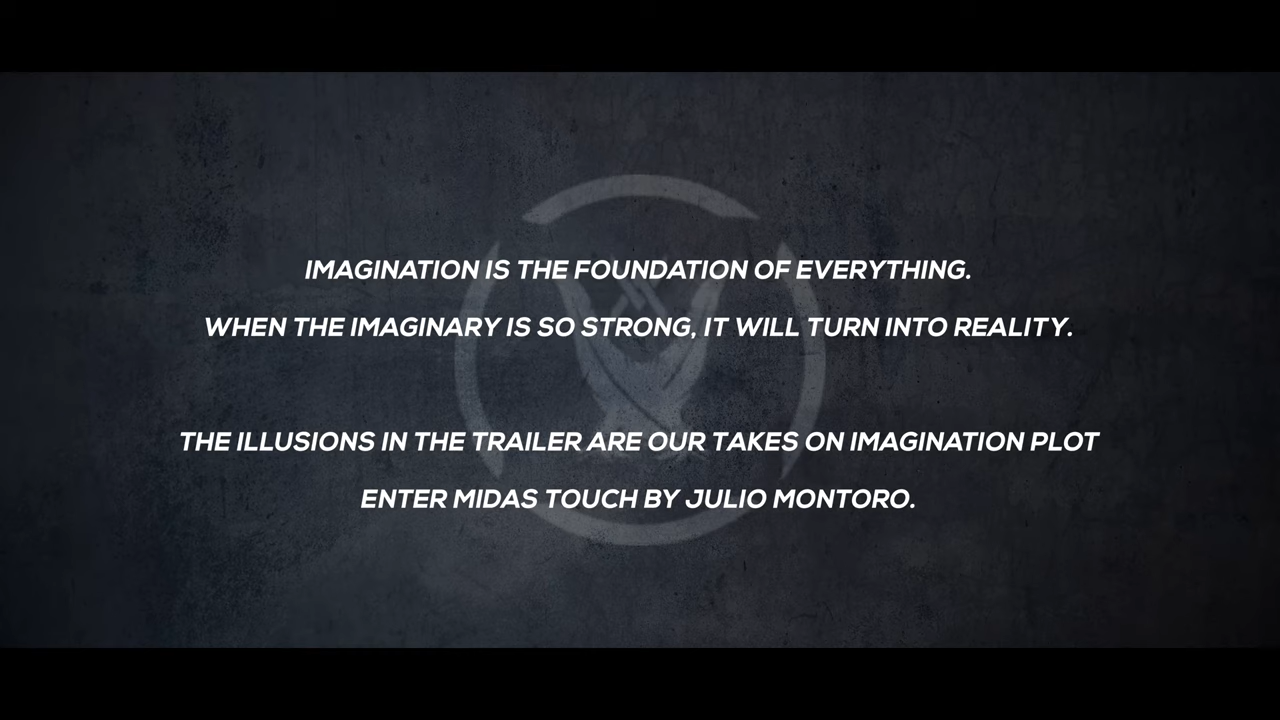 IMAGINATION IS THE FOUNDATION OF EVERYTHING.
WHEN THE IMAGINARY IS SO STRONG, IT WILL TURN INTO REALITY.
THE ILLUSIONS IN THE TRAILER ARE OUR TAKES ON IMAGINATION PLOT
ENTER MIDAS TOUCH BY JULIO MONTORO.